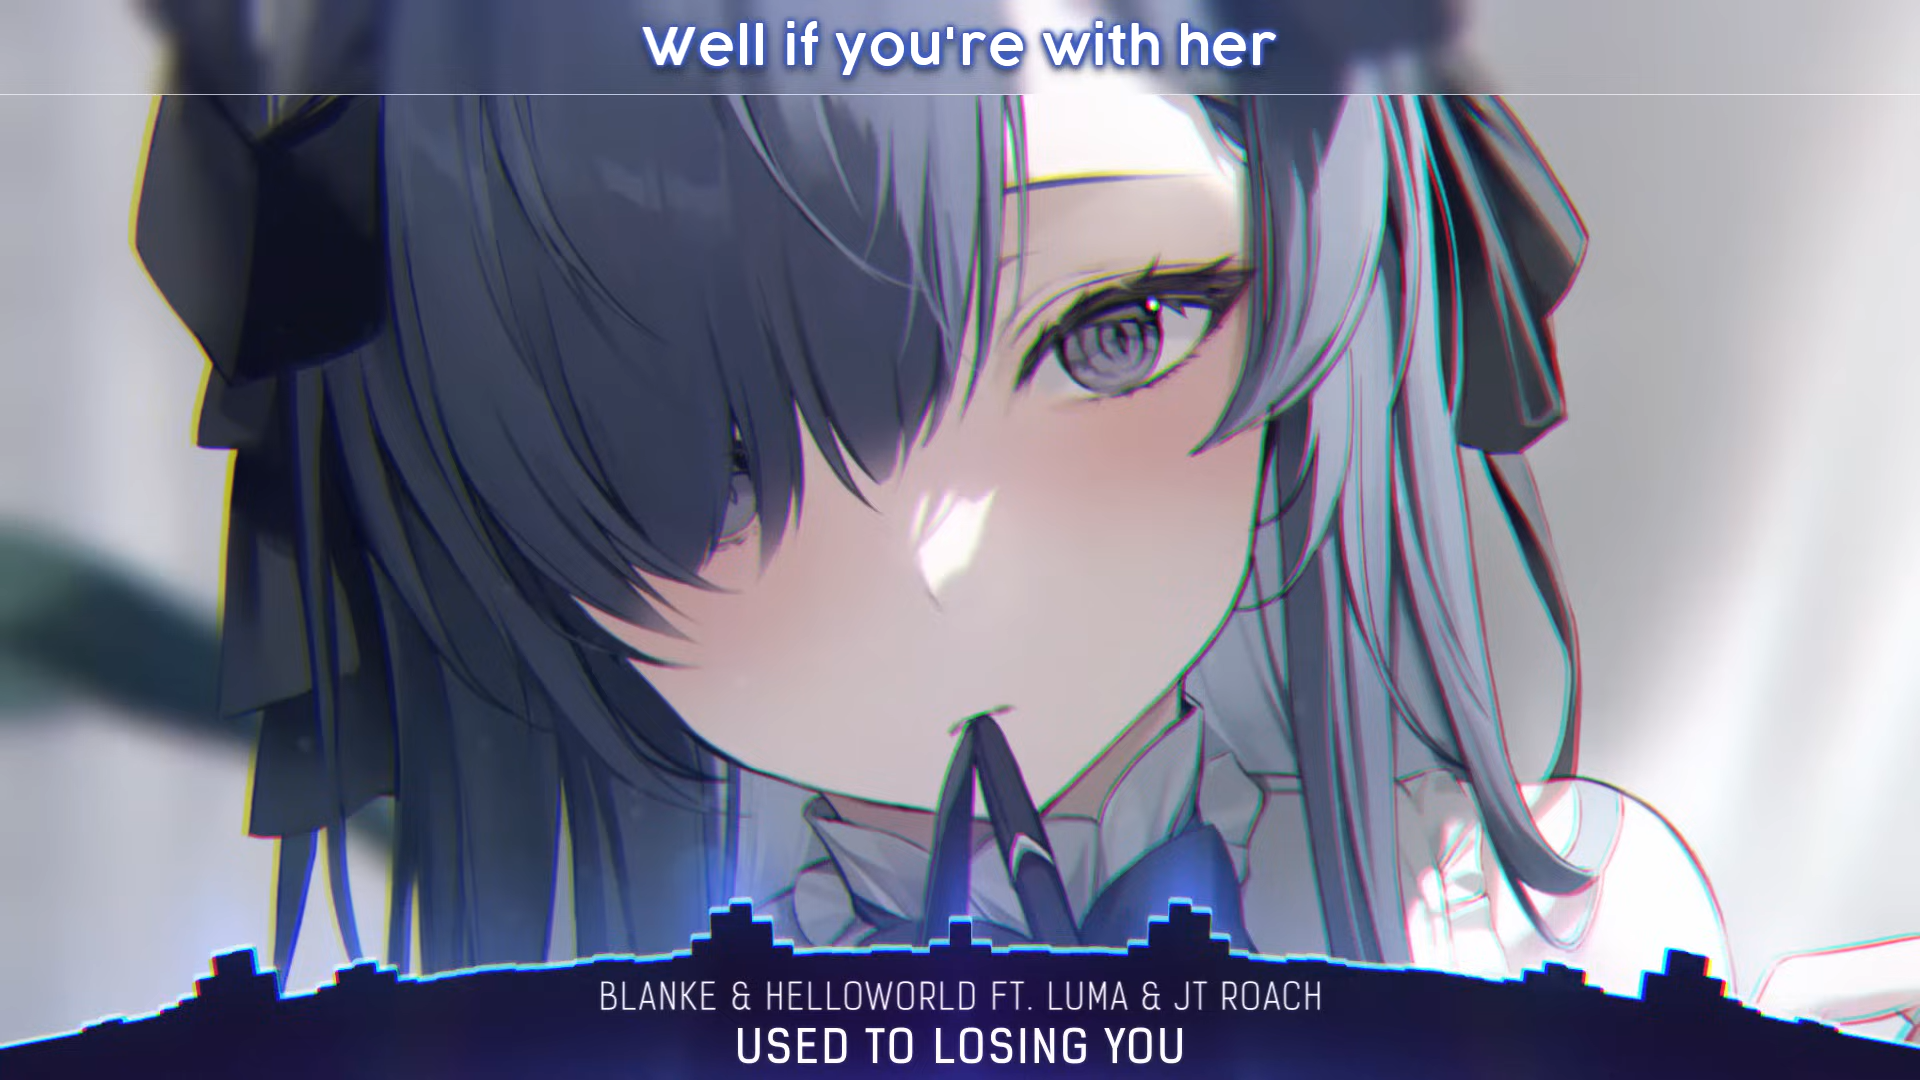 Well if you're with her
BLANKE & HELLOWORLD FT. LUMA & JT ROACH
USED TO LOSING YOU